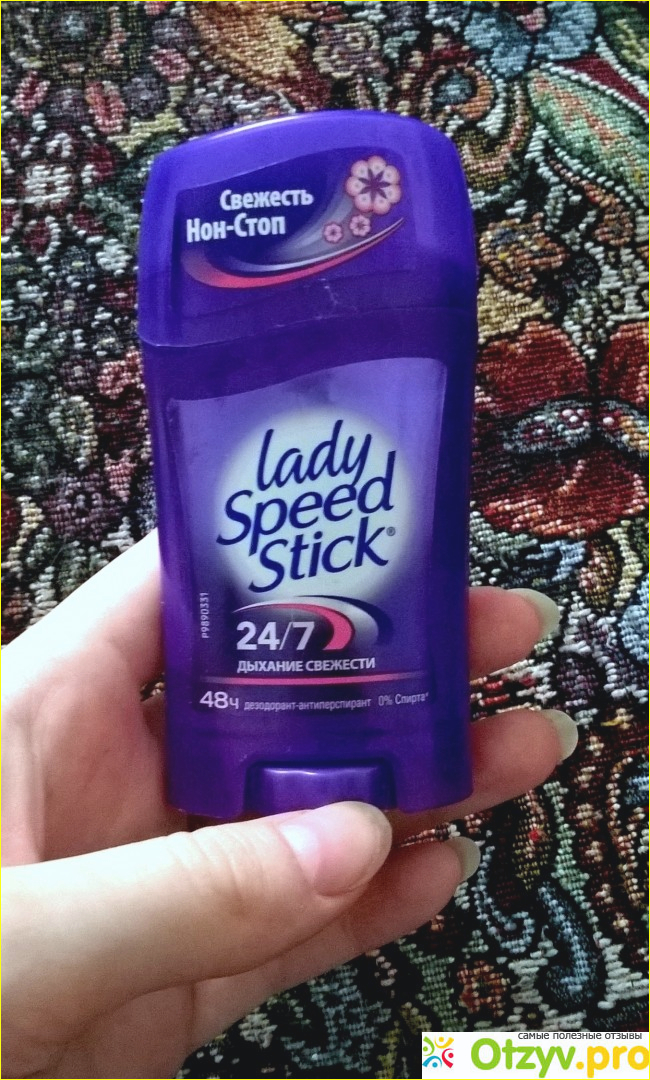 Свежесть
Нон-Стоп
lady
Speed
Stick®
P9890331
24/7
ДЫХАНИЕ СВЕЖЕСТИ
48ч дезодорант-антиперспирант 0% Спирта*
самые полезные отзывы
Otzyv.pro